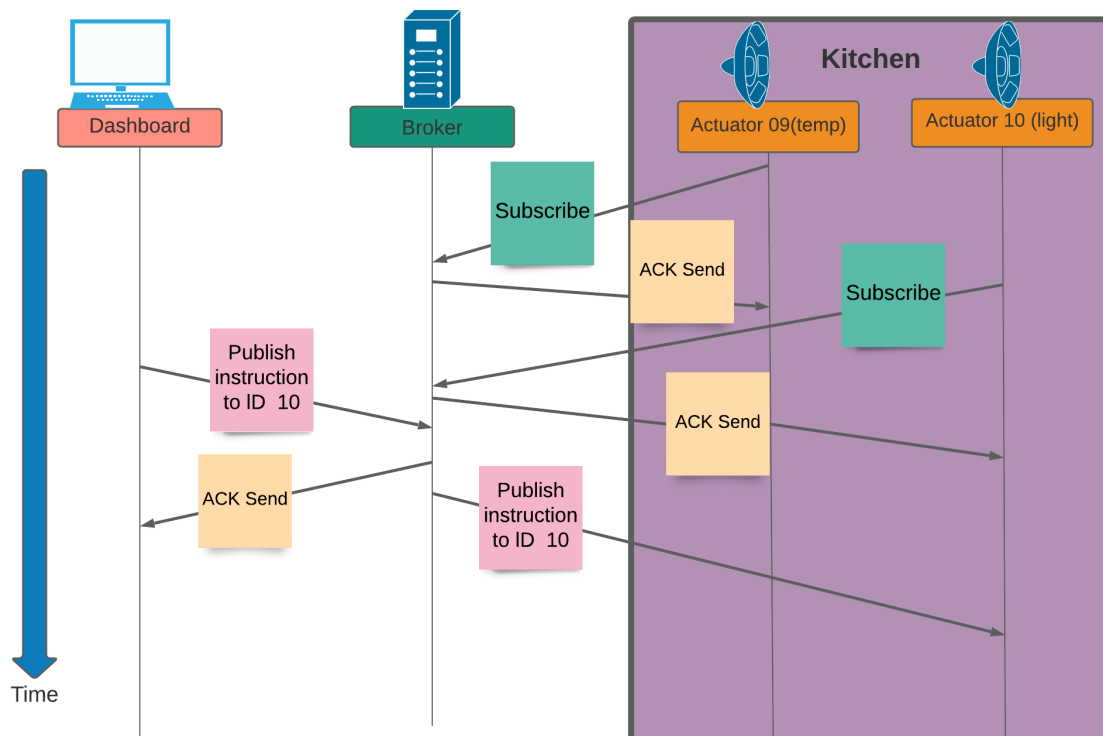 Kitchen
Dashboard
Broker
Actuator 09(temp)
Actuator 10 (light)
Subscribe
ACK Send
Subscribe
Publish
instruction
to ID  10
ACK Send
ACK Send
Publish
instruction
to ID  10
Time